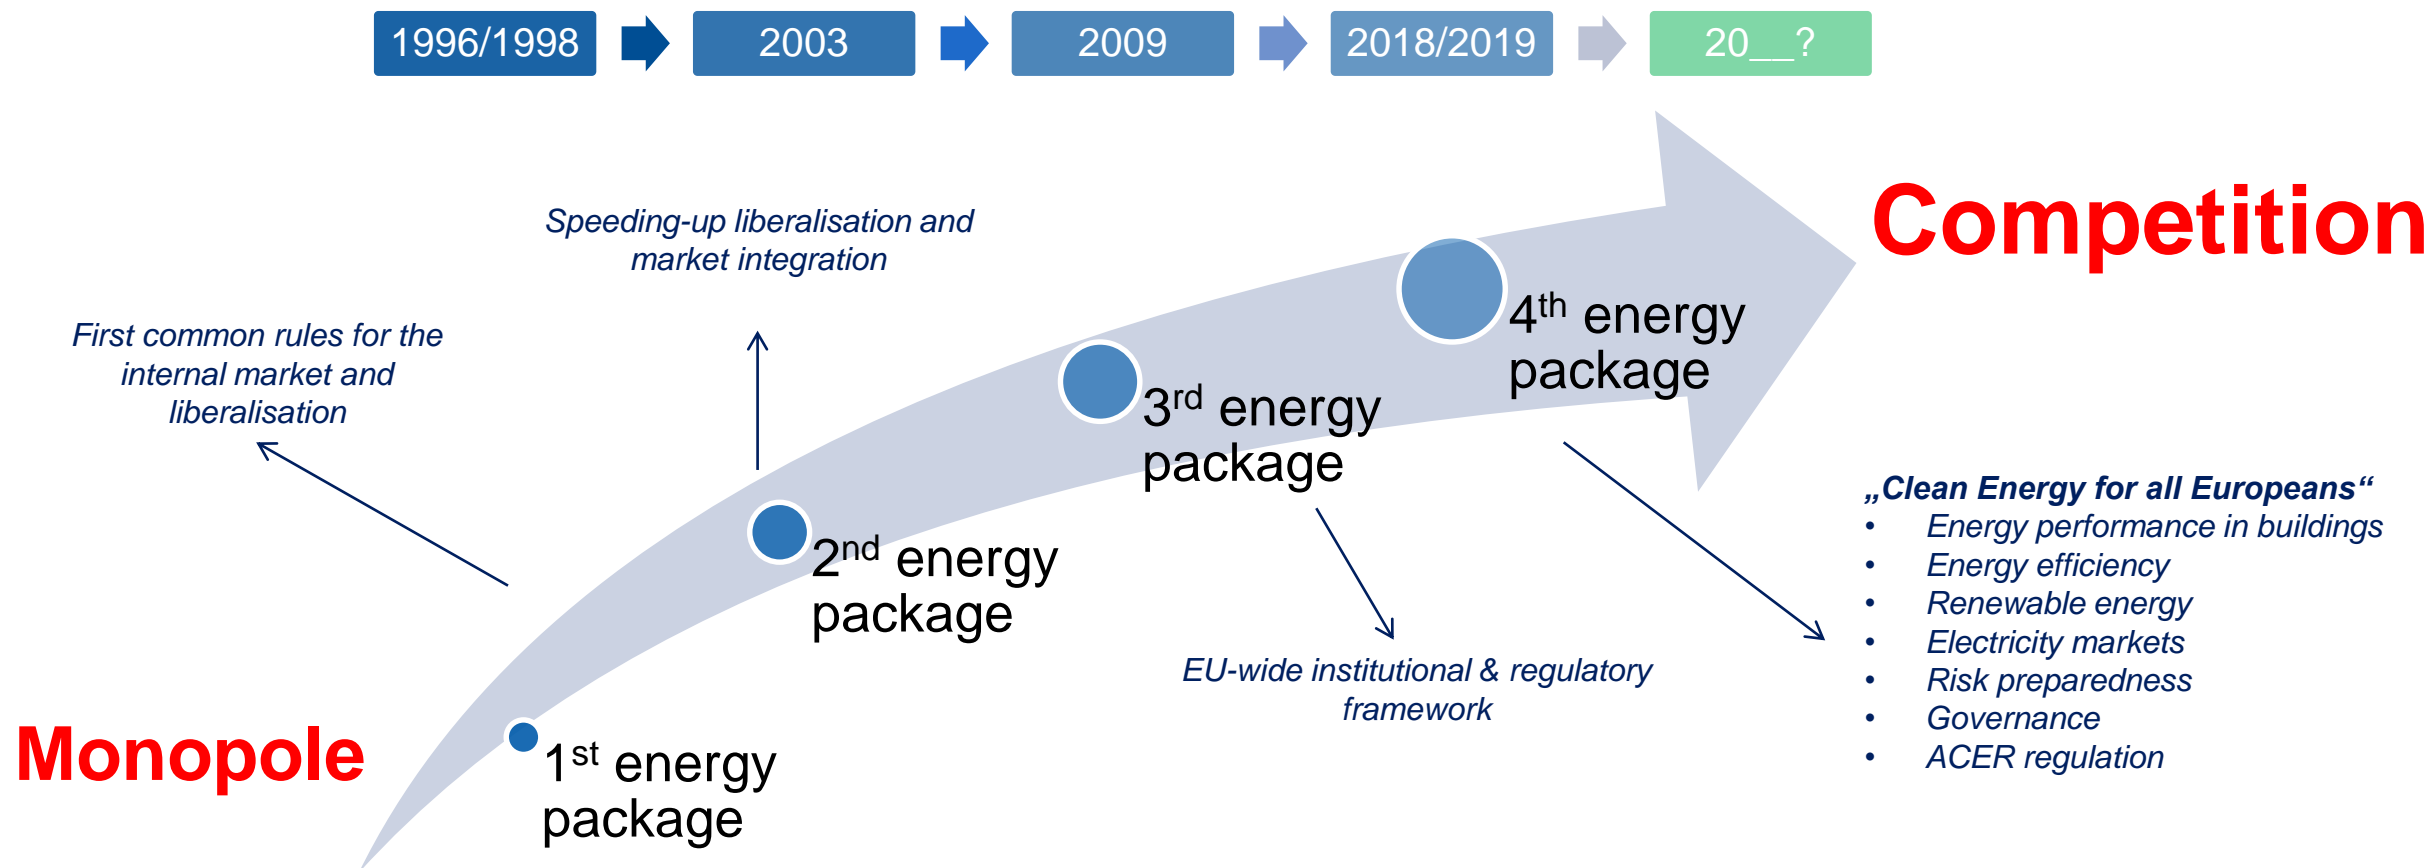 1996/1998
2003
2009
2018/2019
20__?
Competition
Speeding-up liberalisation and
market integration
First common rules for the
internal market and
liberalisation
4th energy
package
3rd energy
package
2nd energy
package
1st energy
package
Monopole
EU-wide institutional & regulatory
framework
„Clean Energy for all Europeans“
• Energy performance in buildings
• Energy efficiency
• Renewable energy
• Electricity markets
• Risk preparedness
• Governance
• ACER regulation